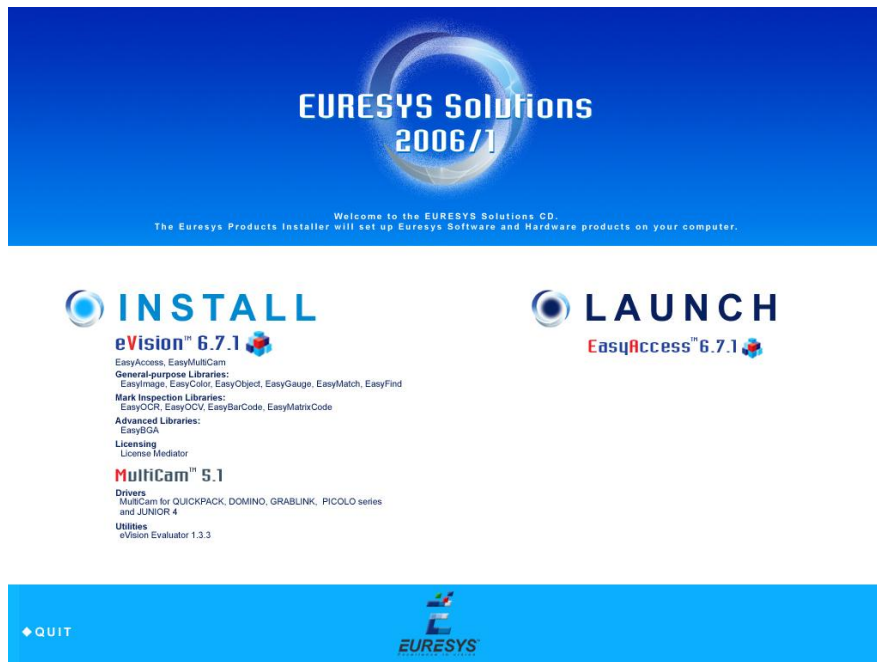 EURESYS Solutions
2006/1
Welcome to the EURESYS Solutions CD.
The Euresys Products Installer will set up Euresys Software and Hardware products on your computer.
INSTALL
eVision™ 6.7.1
EasyAccess, EasyMultiCam
General-purpose Libraries:
EasyImage, EasyColor, EasyObject, EasyGauge, EasyMatch, EasyFind
Mark Inspection Libraries:
EasyOCR, EasyOCV, EasyBarCode, EasyMatrixCode
Advanced Libraries:
EasyBGA
Licensing
License Mediator
MultiCam™ 5.1
Drivers
MultiCam for QUICKPACK, DOMINO, GRABLINK, PICOLO series
and JUNIOR 4
Utilities
eVision Evaluator 1.3.3
LAUNCH
EasyAccess™ 6.7.1
QUIT
EURESYS